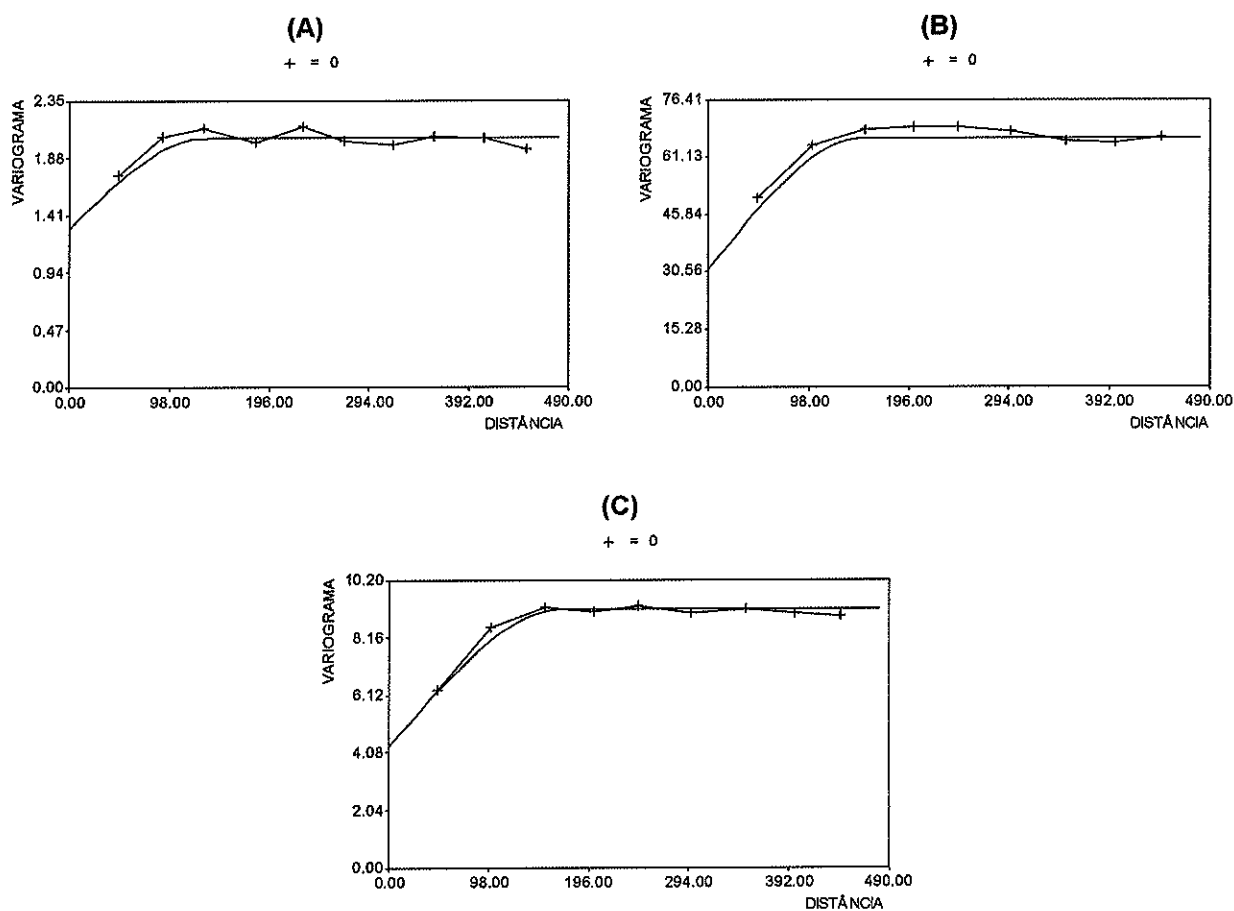 (A)
+ = 0
VARIOGRAMA
2.35
1.88
1.41
0.94
0.47
0.00
0.00 98.00 196.00 294.00 392.00 490.00
DISTÂNCIA
(B)
+ = 0
VARIOGRAMA
76.41
61.13
45.84
30.56
15.28
0.00
0.00 98.00 196.00 294.00 392.00 490.00
DISTÂNCIA
(C)
+ = 0
VARIOGRAMA
10.20
8.16
6.12
4.08
2.04
0.00
0.00 98.00 196.00 294.00 392.00 490.00
DISTÂNCIA